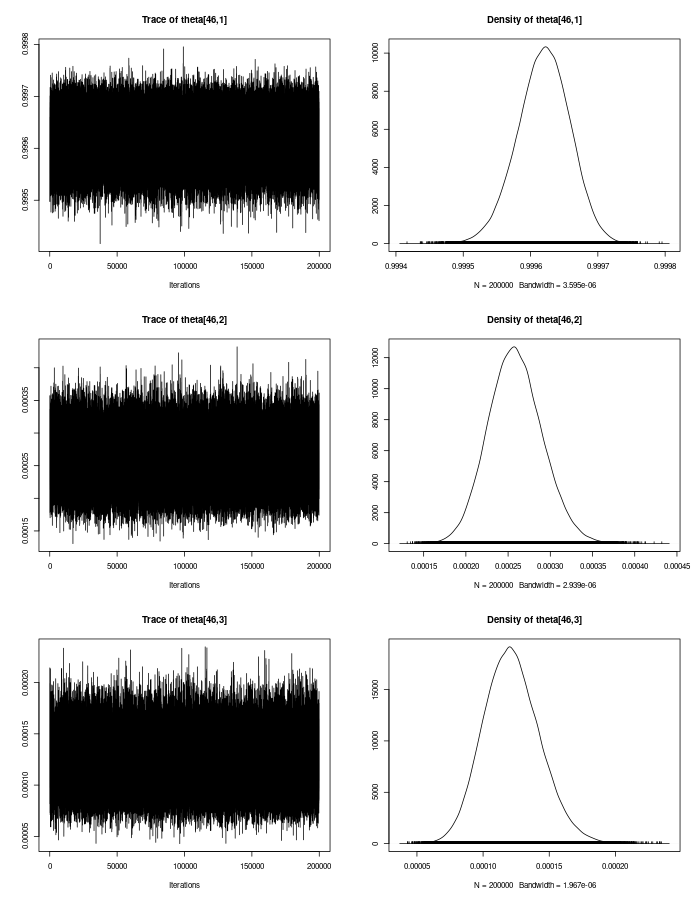 Trace of theta[46,1]
0.9995 0.9996 0.9997 0.9998
0 50000 100000 150000 200000
Iterations
Density of theta[46,1]
0 2000 4000 6000 8000 10000
0.9994 0.9995 0.9996 0.9997 0.9998
N = 200000 Bandwidth = 3.595e-06
Trace of theta[46,2]
0.00015 0.00025 0.00035
0 50000 100000 150000 200000
Iterations
Density of theta[46,2]
0 2000 4000 6000 8000 10000 12000
0.00015 0.00020 0.00025 0.00030 0.00035 0.00040 0.00045
N = 200000 Bandwidth = 2.939e-06
Trace of theta[46,3]
0.00005 0.00010 0.00015 0.00020
0 50000 100000 150000 200000
Iterations
Density of theta[46,3]
0 5000 10000 15000
0.00005 0.00010 0.00015 0.00020
N = 200000 Bandwidth = 1.967e-06